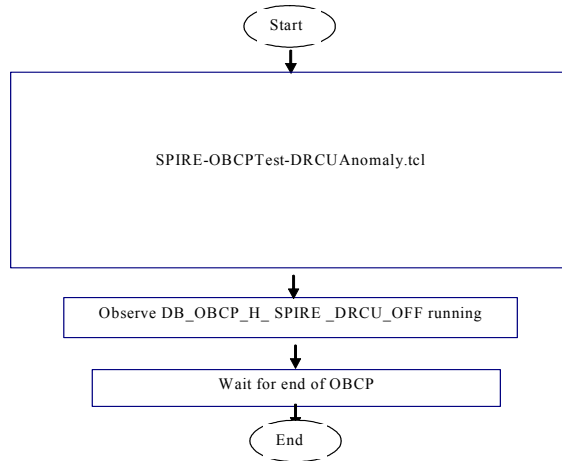 Start
SPIRE-OBCPTest-DRCUAnomaly.tcl
Observe DB_OBCP_H_ SPIRE _DRCU_OFF running
Wait for end of OBCP
End